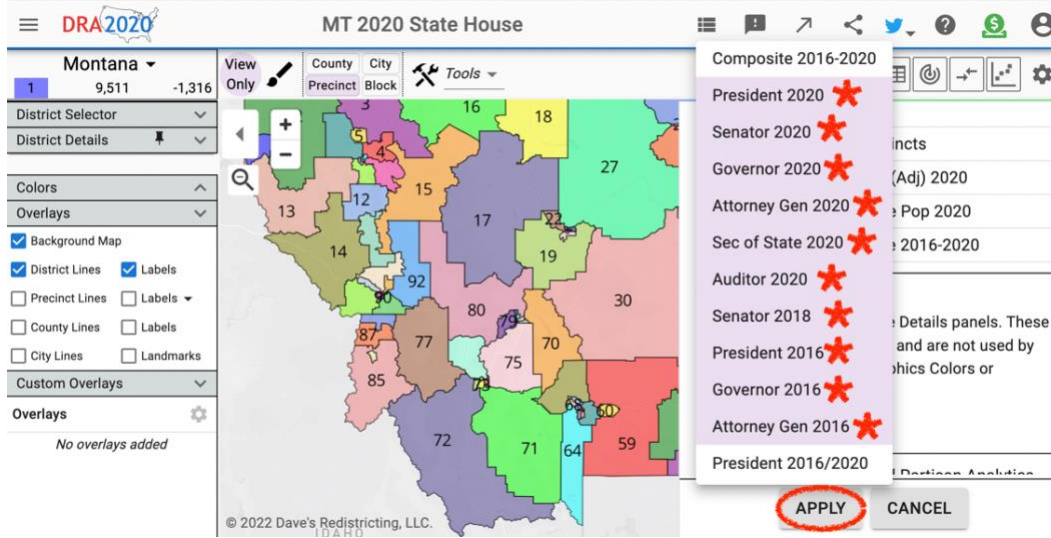 DRA2020
MT 2020 State House
Montana
1 9,511 -1,316
View Only
County City
Precinct Block
Tools
District Selector
District Details
Colors
Overlays
Background Map
District Lines Labels
Precinct Lines Labels
County Lines Labels
City Lines Landmarks
Custom Overlays
Overlays
No overlays added
+
−
3
16
18
5
4
27
15
13
12
17
22
14
19
92
90
80
30
79
87
77
70
75
85
73
68
60
72
71
64
59
© 2022 Dave's Redistricting, LLC.
IDAHO
Composite 2016-2020
President 2020
Senator 2020
Governor 2020
Attorney Gen 2020
Sec of State 2020
Auditor 2020
Senator 2018
President 2016
Governor 2016
Attorney Gen 2016
President 2016/2020
incts
(Adj) 2020
e Pop 2020
e 2016-2020
e Details panels. These
and are not used by
phics Colors or
d Partisan Analytics
APPLY CANCEL